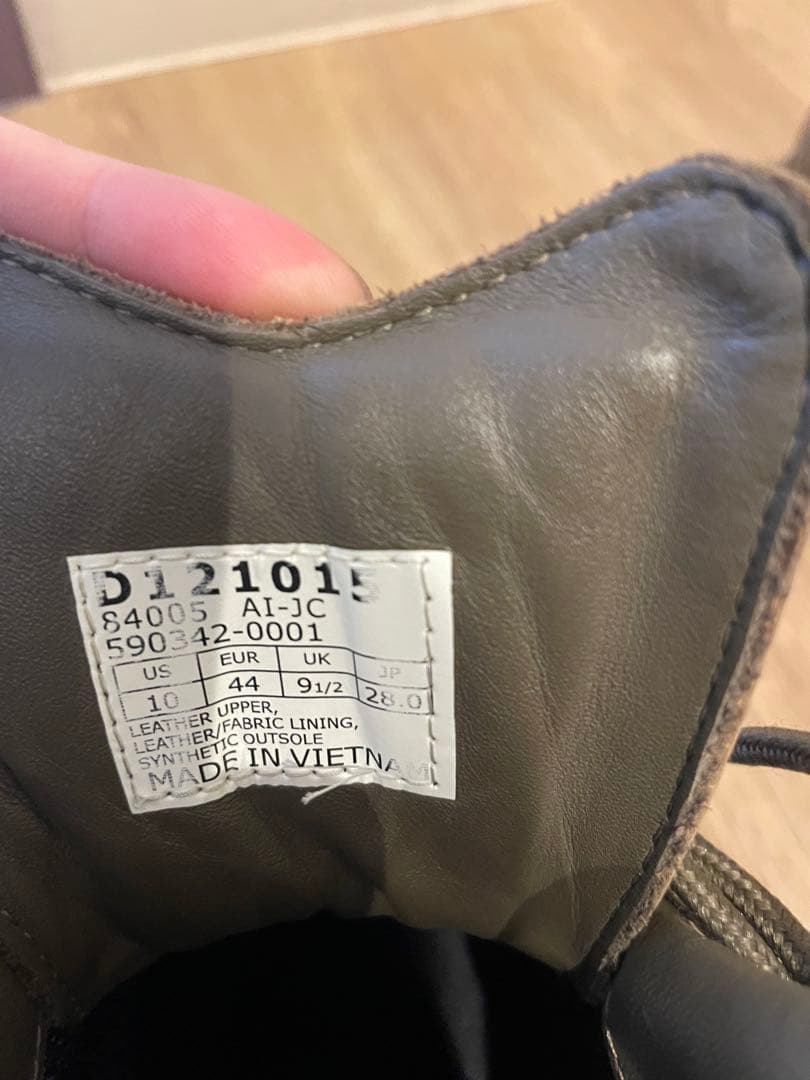 D121015
84005 AI-JC
590342-0001
US EUR UK JP
10 44 9 1/2 28.0
LEATHER UPPER,
LEATHER/FABRIC LINING,
SYNTHETIC OUTSOLE
MADE IN VIETNAM